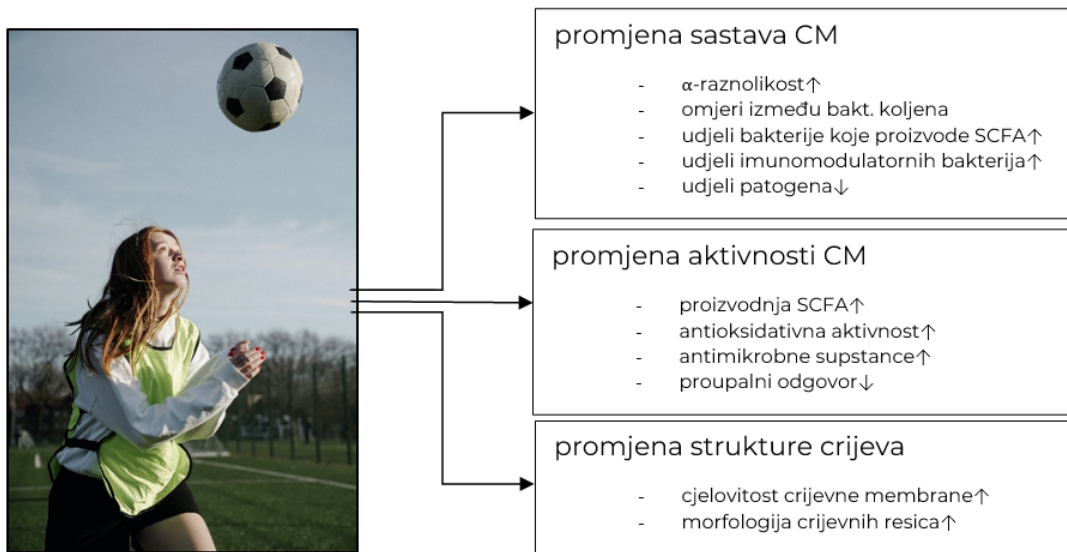 promjena sastava CM
- α-raznolikost↑
- omjeri između bakt. koljena
- udjeli bakterije koje proizvode SCFA↑
- udjeli imunomodulatornih bakterija↑
- udjeli patogena↓
promjena aktivnosti CM
- proizvodnja SCFA↑
- antioksidativna aktivnost↑
- antimikrobne supstance↑
- proupalni odgovor↓
promjena strukture crijeva
- cjelovitost crijevne membrane↑
- morfologija crijevnih resica↑